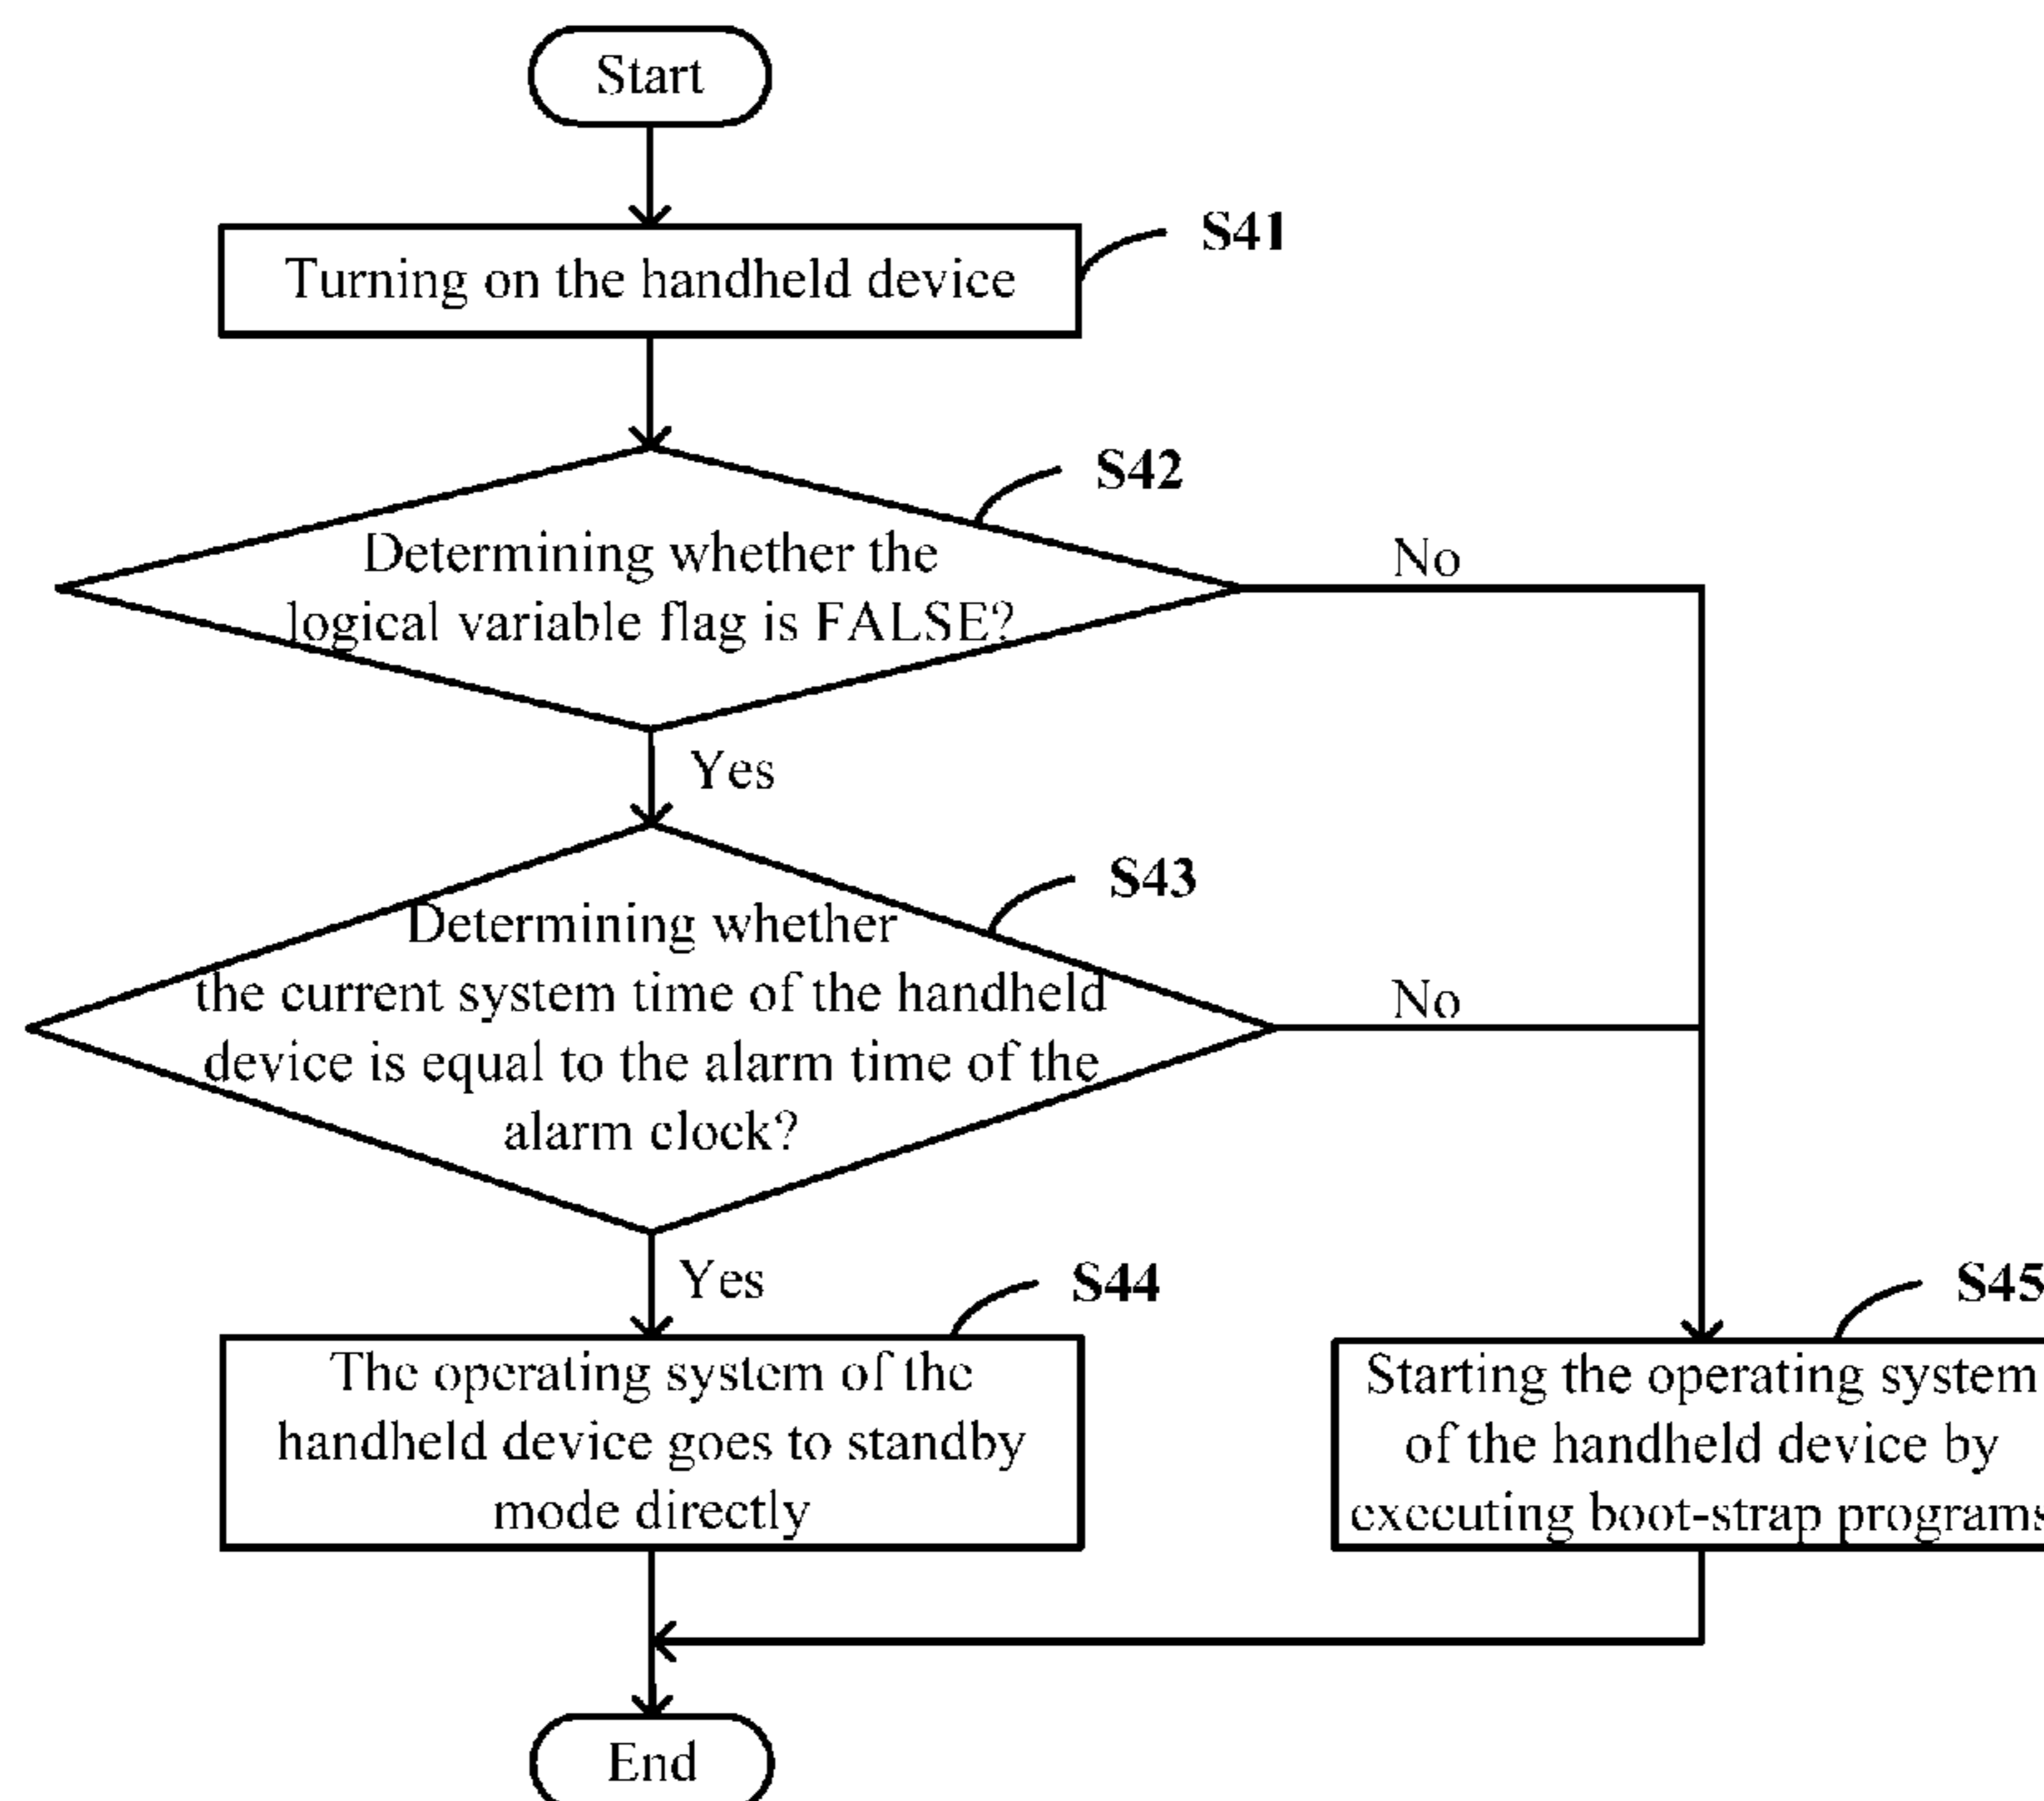 Start
S41
Turning on the handheld device
S42
Determining whether the
logical variable flag is FALSE?
No
Yes
S43
Determining whether
the current system time of the handheld
device is equal to the alarm time of the
alarm clock?
No
Yes
S44
The operating system of the
handheld device goes to standby
mode directly
S45
Starting the operating system
of the handheld device by
executing boot-strap programs
End